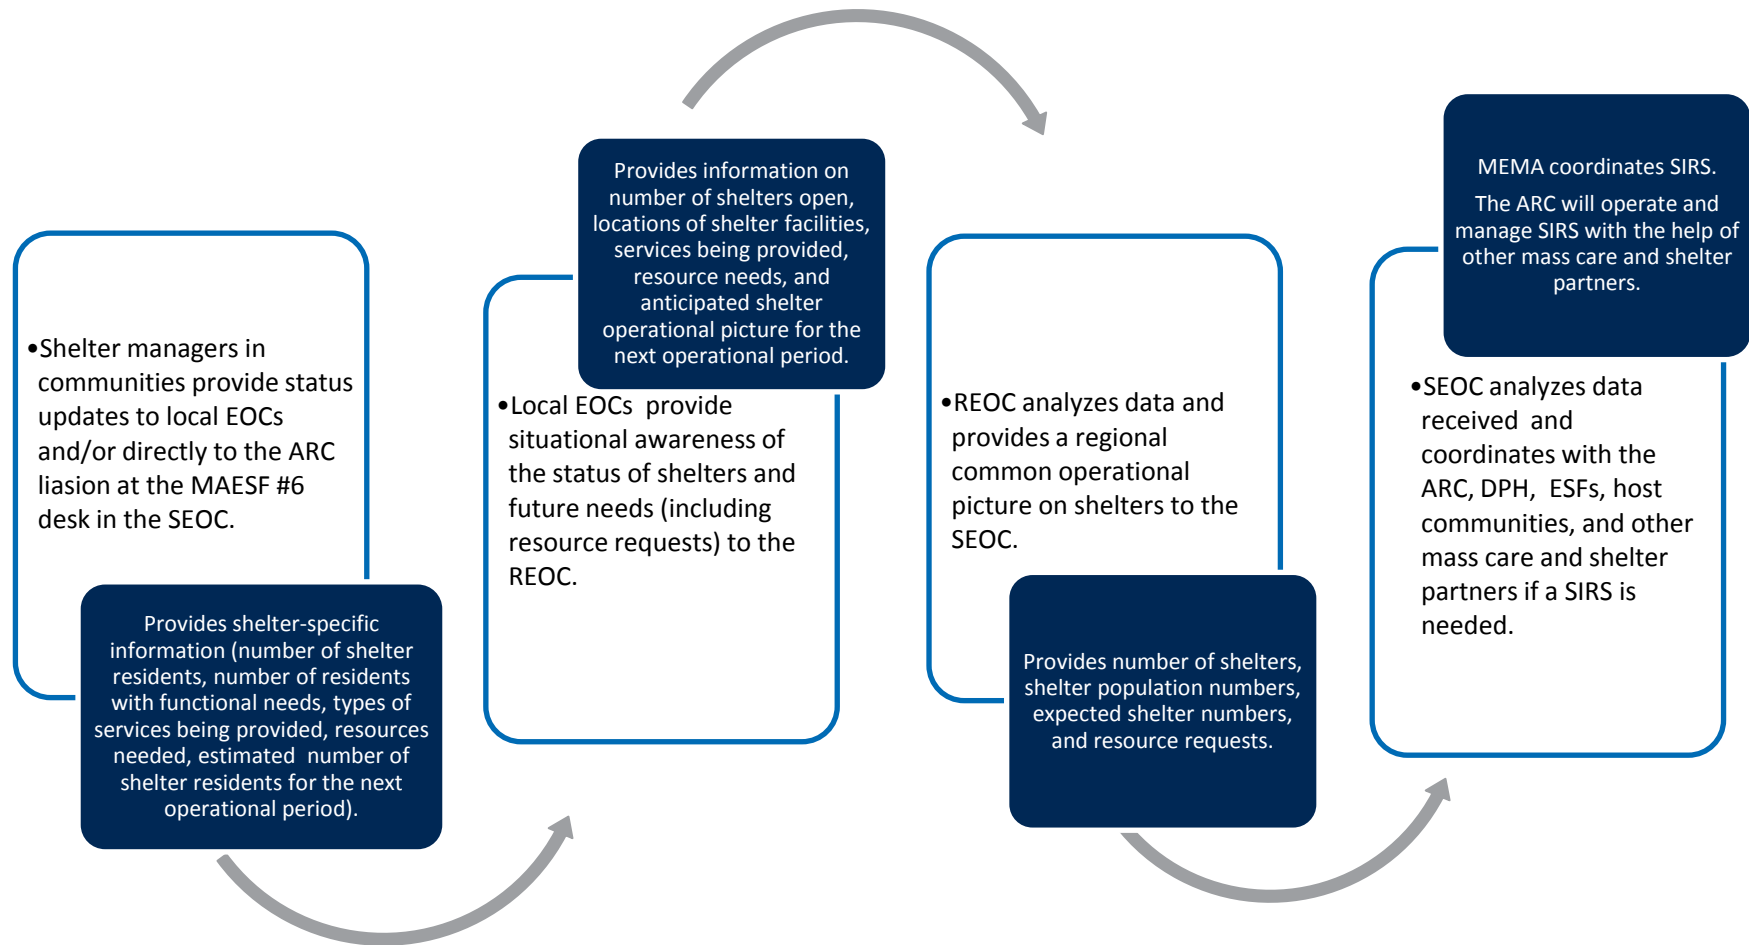 •Shelter managers in
communities provide status
updates to local EOCs
and/or directly to the ARC
liasion at the MAESF #6
desk in the SEOC.
Provides shelter-specific
information (number of shelter
residents, number of residents
with functional needs, types of
services being provided, resources
needed, estimated number of
shelter residents for the next
operational period).
Provides information on
number of shelters open,
locations of shelter facilities,
services being provided,
resource needs, and
anticipated shelter
operational picture for the
next operational period.
•Local EOCs provide
situational awareness of
the status of shelters and
future needs (including
resource requests) to the
REOC.
•REOC analyzes data and
provides a regional
common operational
picture on shelters to the
SEOC.
Provides number of shelters,
shelter population numbers,
expected shelter numbers,
and resource requests.
MEMA coordinates SIRS.
The ARC will operate and
manage SIRS with the help of
other mass care and shelter
partners.
•SEOC analyzes data
received and
coordinates with the
ARC, DPH, ESFs, host
communities, and other
mass care and shelter
partners if a SIRS is
needed.